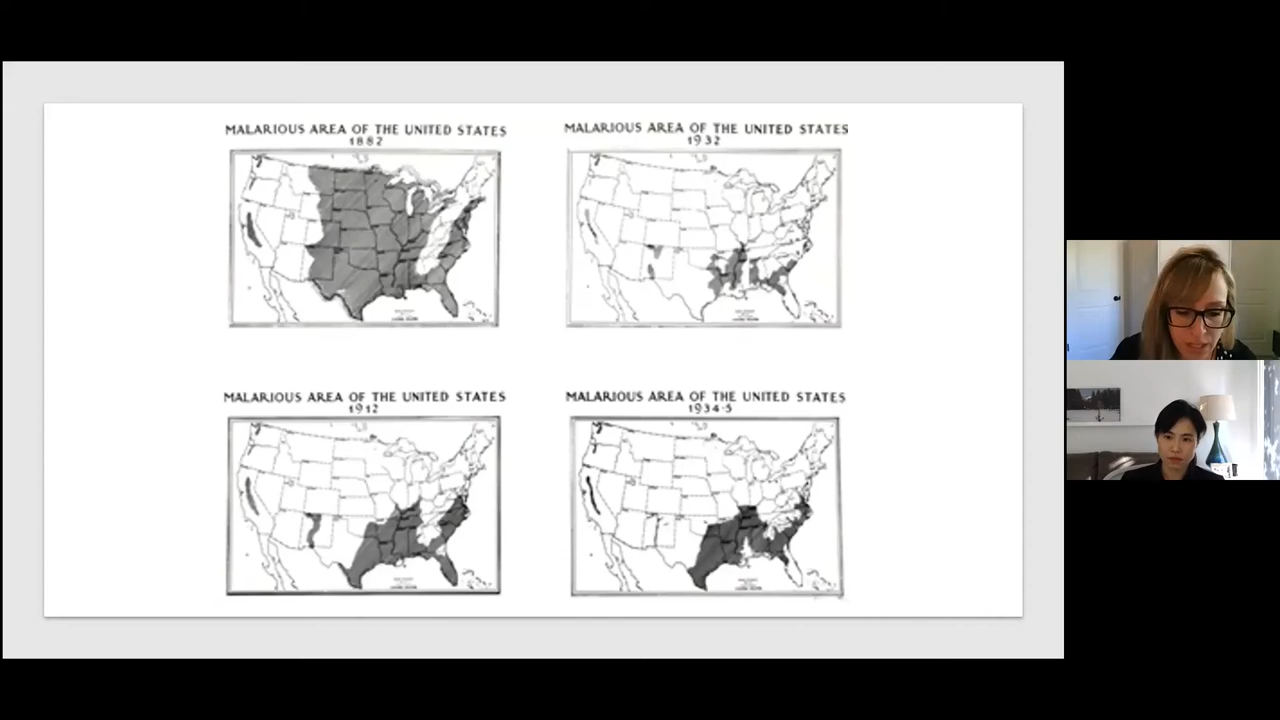 MALARIOUS AREA OF THE UNITED STATES
1882
MALARIOUS AREA OF THE UNITED STATES
1932
MALARIOUS AREA OF THE UNITED STATES
1912
MALARIOUS AREA OF THE UNITED STATES
1934-5